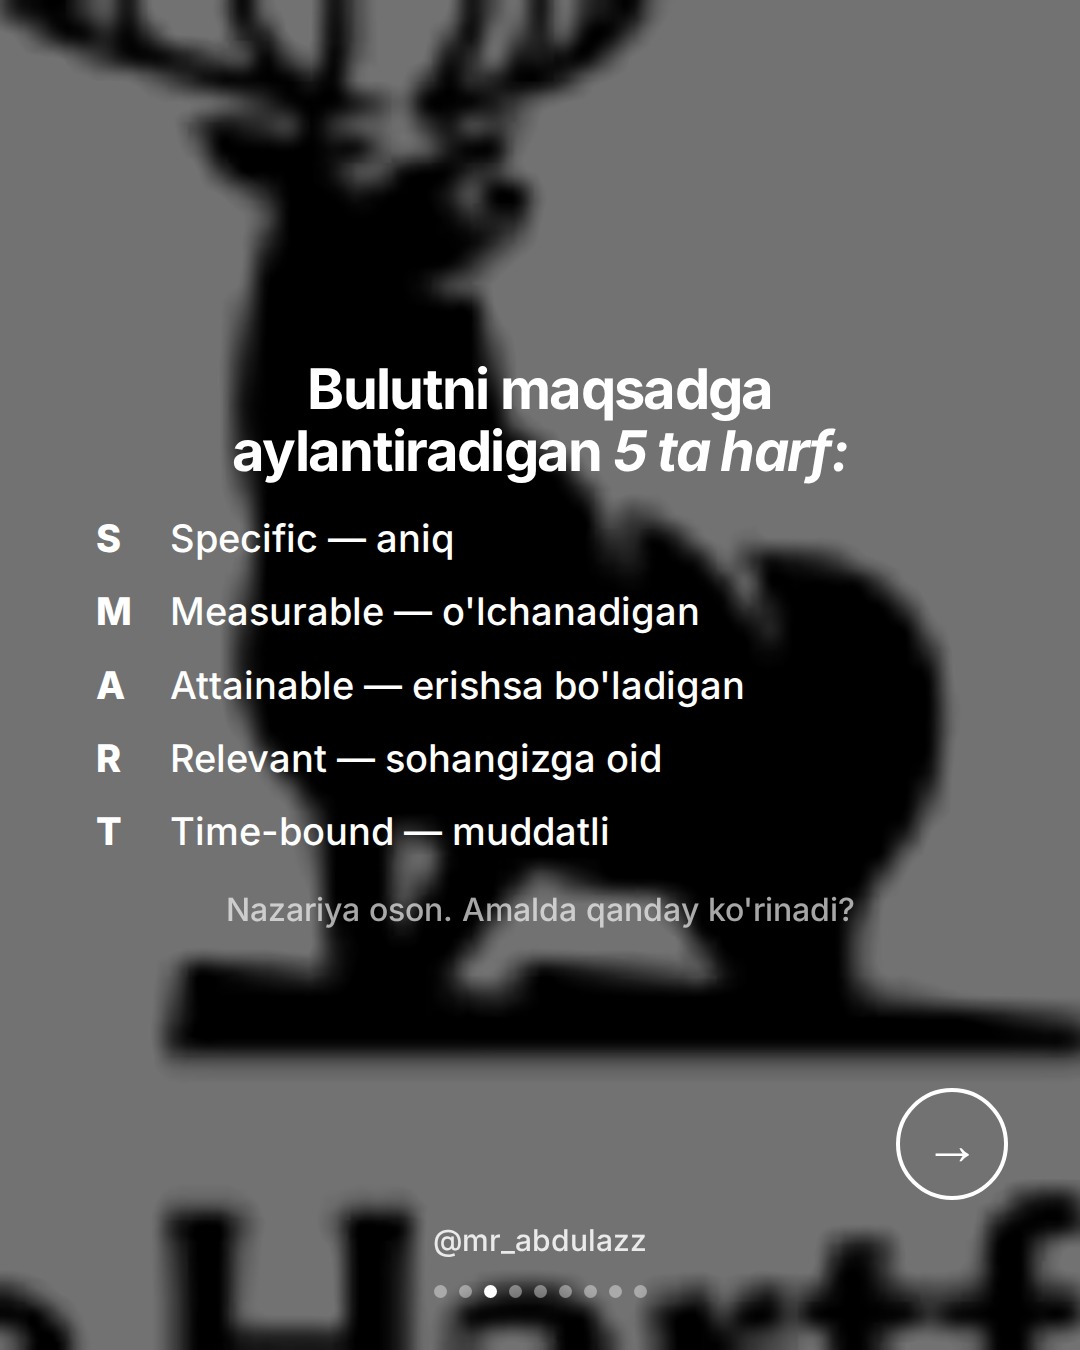 Bulutni maqsadga
aylantiradigan 5 ta harf:
S Specific — aniq
M Measurable — o'lchanadigan
A Attainable — erishsa bo'ladigan
R Relevant — sohangizga oid
T Time-bound — muddatli
Nazariya oson. Amalda qanday ko'rinadi?
→
@mr_abdulazz